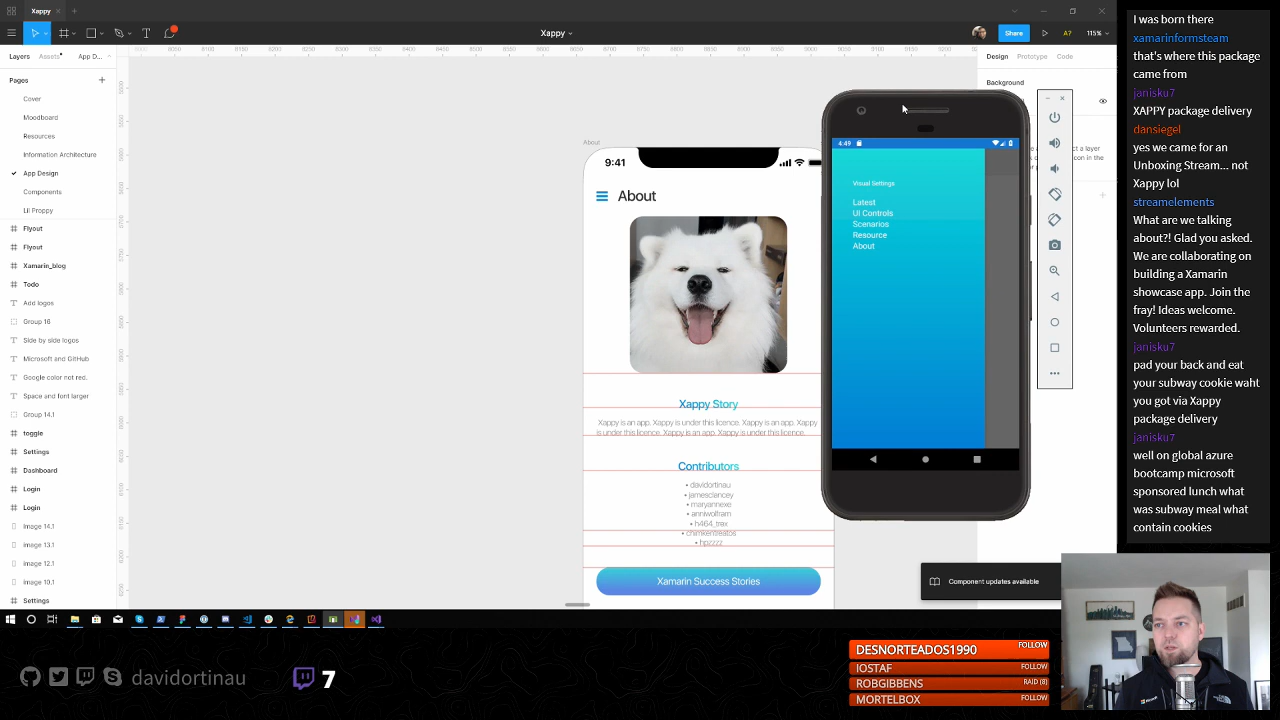 Xappy
Xappy
Share
A?
115%
Layers
Assets
App D...
Design
Prototype
Code
Pages
Background
Cover
Moodboard
Resources
Information Architecture
App Design
Components
Lil Proppy
Flyout
Flyout
Xamarin_blog
Todo
Add logos
Group 16
Side by side logos
Microsoft and GitHub
Google color not red.
Space and font larger
Group 14.1
toggle
Settings
Dashboard
Login
Login
image 14.1
image 13.1
image 12.1
image 10.1
Settings
About
9:41
About
Xappy Story
Xappy is an app. Xappy is under this licence. Xappy is an app. Xappy
is under this licence. Xappy is an app. Xappy is under this licence.
Contributors
• davidortinau
• jamesclancey
• maryannexe
• anniwolfram
• h464_trex
• chimkentreatos
• hpzzzz
Xamarin Success Stories
4:49
Visual Settings
Latest
UI Controls
Scenarios
Resource
About
ct a layer
icon in the
Component updates available
I was born there
xamarinformsteam
that's where this package
came from
janisku7
XAPPY package delivery
dansiegel
yes we came for an
Unboxing Stream... not
Xappy lol
streamelements
What are we talking
about?! Glad you asked.
We are collaborating on
building a Xamarin
showcase app. Join the
fray! Ideas welcome.
Volunteers rewarded.
janisku7
pad your back and eat
your subway cookie waht
you got via Xappy
package delivery
janisku7
well on global azure
bootcamp microsoft
sponsored lunch what
was subway meal what
contain cookies
davidortinau
7
DESNORTEADOS1990 FOLLOW
IOSTAF FOLLOW
ROBGIBBENS RAID (8)
MORTELBOX FOLLOW